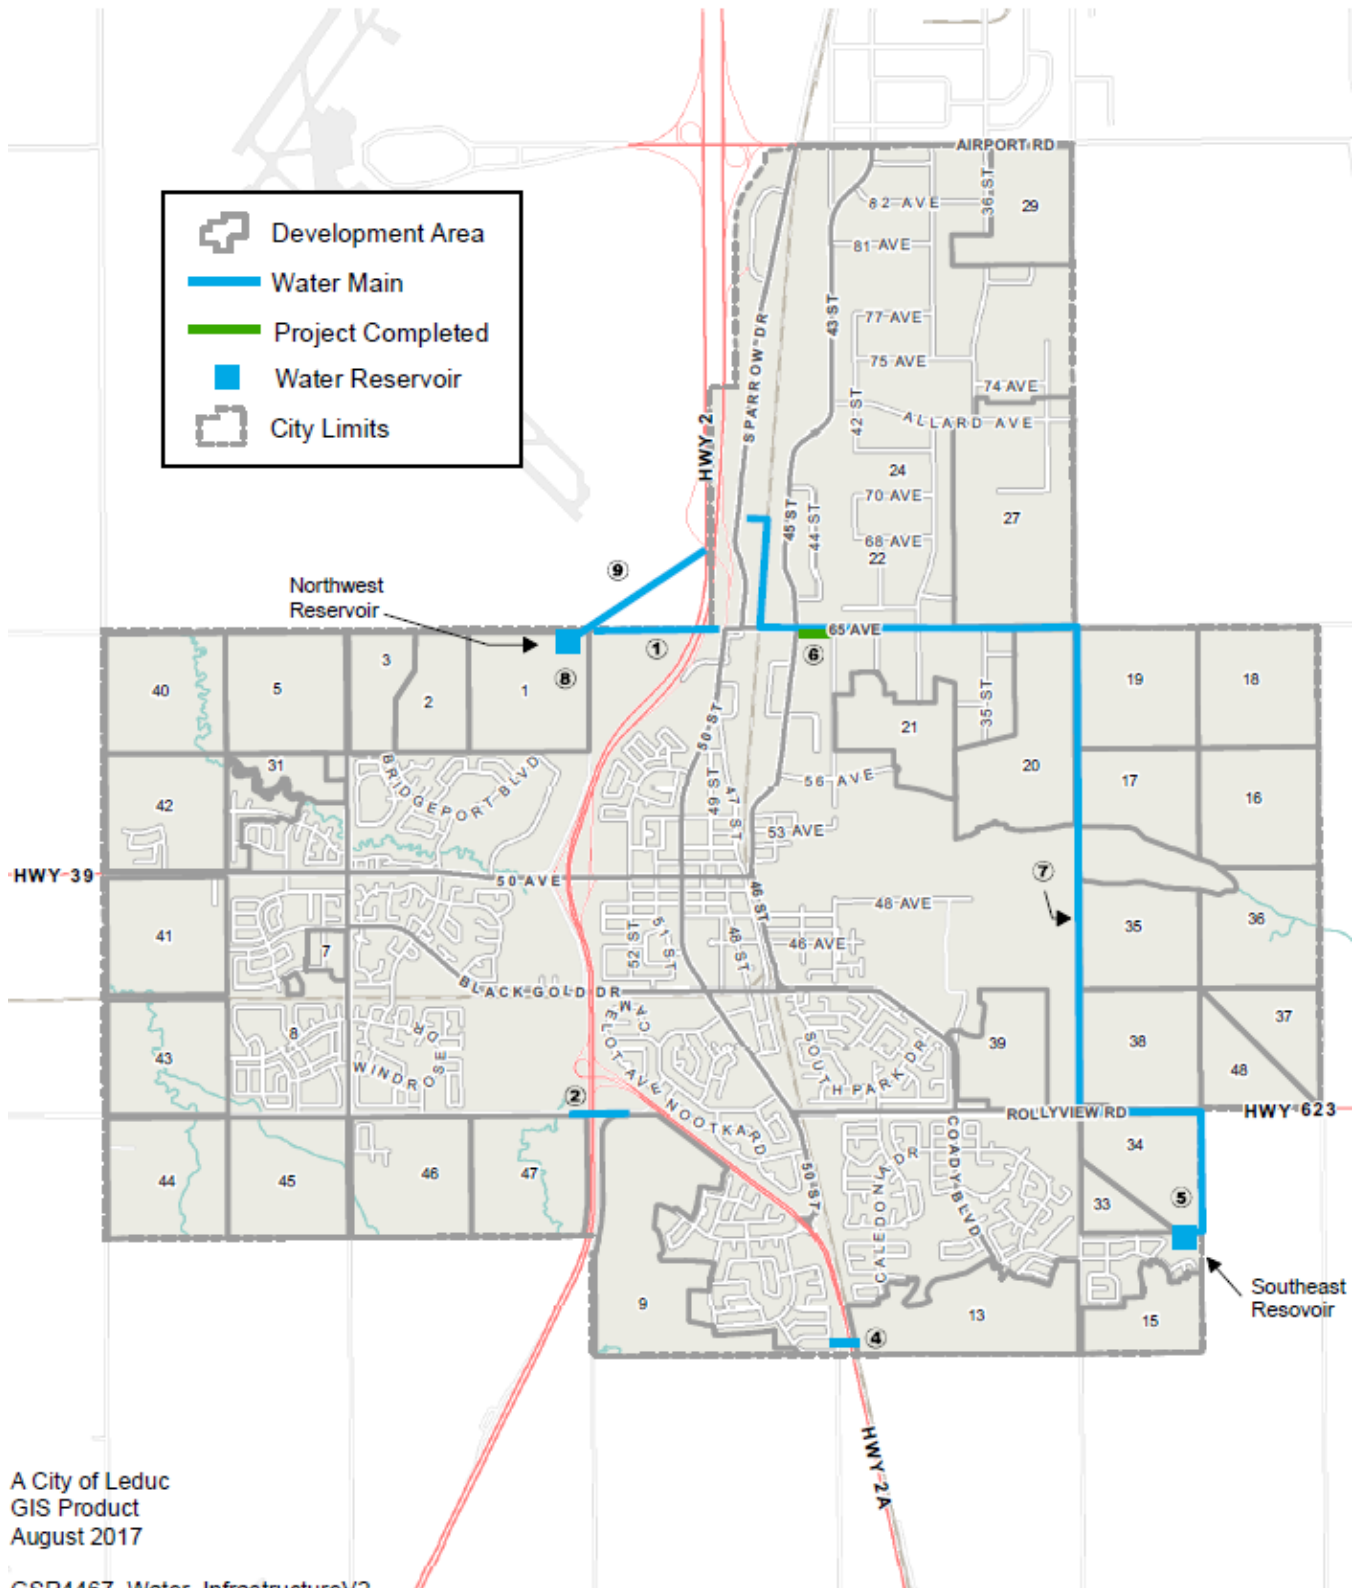 AIRPORT RD
36 ST
29
82 AVE
81 AVE
Development Area
Water Main
Project Completed
Water Reservoir
City Limits
43 ST
77 AVE
SPARROW DR
75 AVE
74 AVE
42 ST
ALLARD AVE
HWY 2
24
70 AVE
45 ST
44 ST
27
68 AVE
22
9
Northwest
Reservoir
65 AVE
1
6
8
40
5
3
2
1
19
18
35 ST
21
50 ST
20
31
BRIDGEPORT BLVD
56 AVE
17
16
42
49 ST
47 ST
53 AVE
HWY 39
50 AVE
7
46 ST
48 AVE
41
7
52 ST
51 ST
48 ST
46 AVE
35
36
BLACK GOLD DR
CAMELOT AVE
37
8
43
WINDROSE DR
SOUTH PARK DR
39
38
48
2
NOOTKA RD
ROLLYVIEW RD
HWY 623
34
44
45
46
47
50 ST
CALEDONIA DR
COADY BLVD
33
5
Southeast
Resovoir
9
13
15
4
HWY 2A
A City of Leduc
GIS Product
August 2017